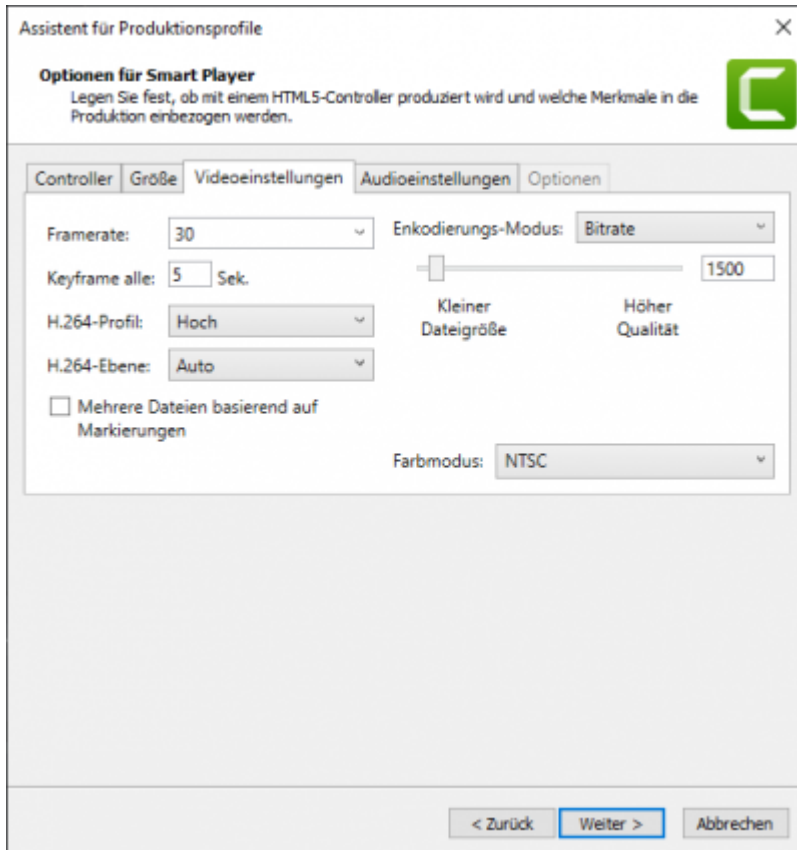 Assistent für Produktionsprofile
Optionen für Smart Player
Legen Sie fest, ob mit einem HTML5-Controller produziert wird und welche Merkmale in die
Produktion einbezogen werden.
Controller Größe Videoeinstellungen Audioeinstellungen Optionen
Framerate: 30
Keyframe alle: 5 Sek.
H.264-Profil: Hoch
H.264-Ebene: Auto
Mehrere Dateien basierend auf
Markierungen
Enkodierungs-Modus: Bitrate
1500
Kleiner
Dateigröße
Höher
Qualität
Farbmodus: NTSC
< Zurück Weiter > Abbrechen